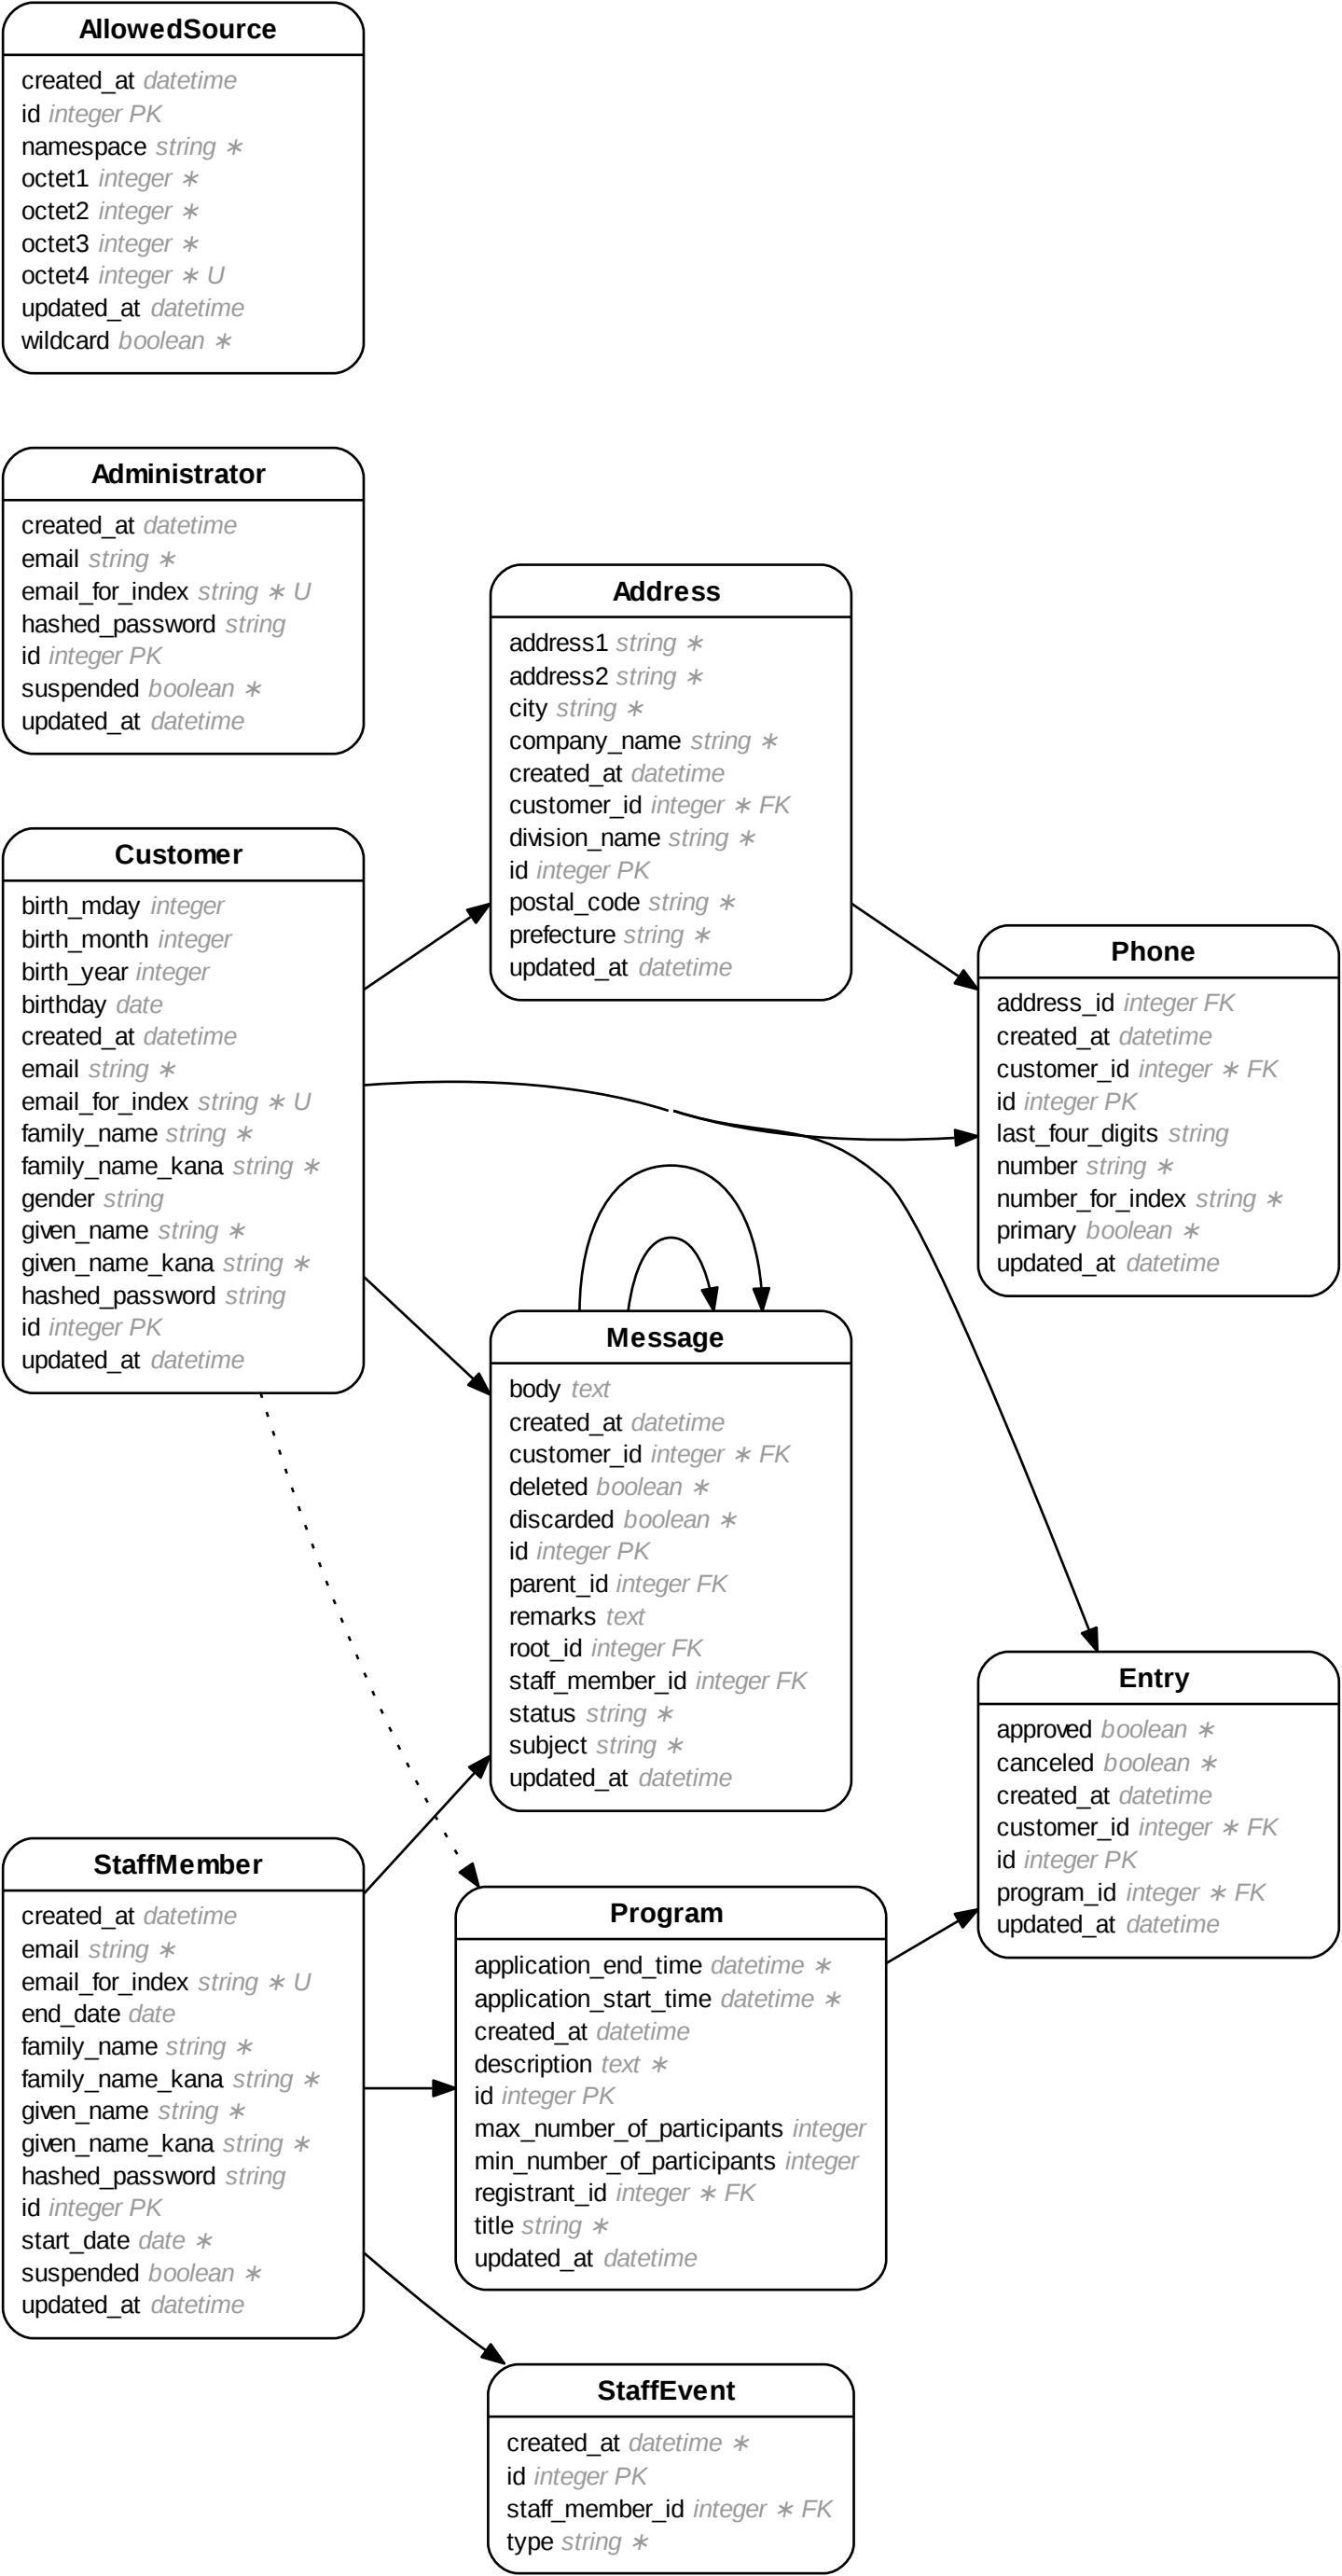 AllowedSource
created_at datetime
id integer PK
namespace string ∗
octet1 integer ∗
octet2 integer ∗
octet3 integer ∗
octet4 integer ∗ U
updated_at datetime
wildcard boolean ∗
Administrator
created_at datetime
email string ∗
email_for_index string ∗ U
hashed_password string
id integer PK
suspended boolean ∗
updated_at datetime
Customer
birth_mday integer
birth_month integer
birth_year integer
birthday date
created_at datetime
email string ∗
email_for_index string ∗ U
family_name string ∗
family_name_kana string ∗
gender string
given_name string ∗
given_name_kana string ∗
hashed_password string
id integer PK
updated_at datetime
StaffMember
created_at datetime
email string ∗
email_for_index string ∗ U
end_date date
family_name string ∗
family_name_kana string ∗
given_name string ∗
given_name_kana string ∗
hashed_password string
id integer PK
start_date date ∗
suspended boolean ∗
updated_at datetime
Address
address1 string ∗
address2 string ∗
city string ∗
company_name string ∗
created_at datetime
customer_id integer ∗ FK
division_name string ∗
id integer PK
postal_code string ∗
prefecture string ∗
updated_at datetime
Message
body text
created_at datetime
customer_id integer ∗ FK
deleted boolean ∗
discarded boolean ∗
id integer PK
parent_id integer FK
remarks text
root_id integer FK
staff_member_id integer FK
status string ∗
subject string ∗
updated_at datetime
Program
application_end_time datetime ∗
application_start_time datetime ∗
created_at datetime
description text ∗
id integer PK
max_number_of_participants integer
min_number_of_participants integer
registrant_id integer ∗ FK
title string ∗
updated_at datetime
StaffEvent
created_at datetime ∗
id integer PK
staff_member_id integer ∗ FK
type string ∗
Phone
address_id integer FK
created_at datetime
customer_id integer ∗ FK
id integer PK
last_four_digits string
number string ∗
number_for_index string ∗
primary boolean ∗
updated_at datetime
Entry
approved boolean ∗
canceled boolean ∗
created_at datetime
customer_id integer ∗ FK
id integer PK
program_id integer ∗ FK
updated_at datetime